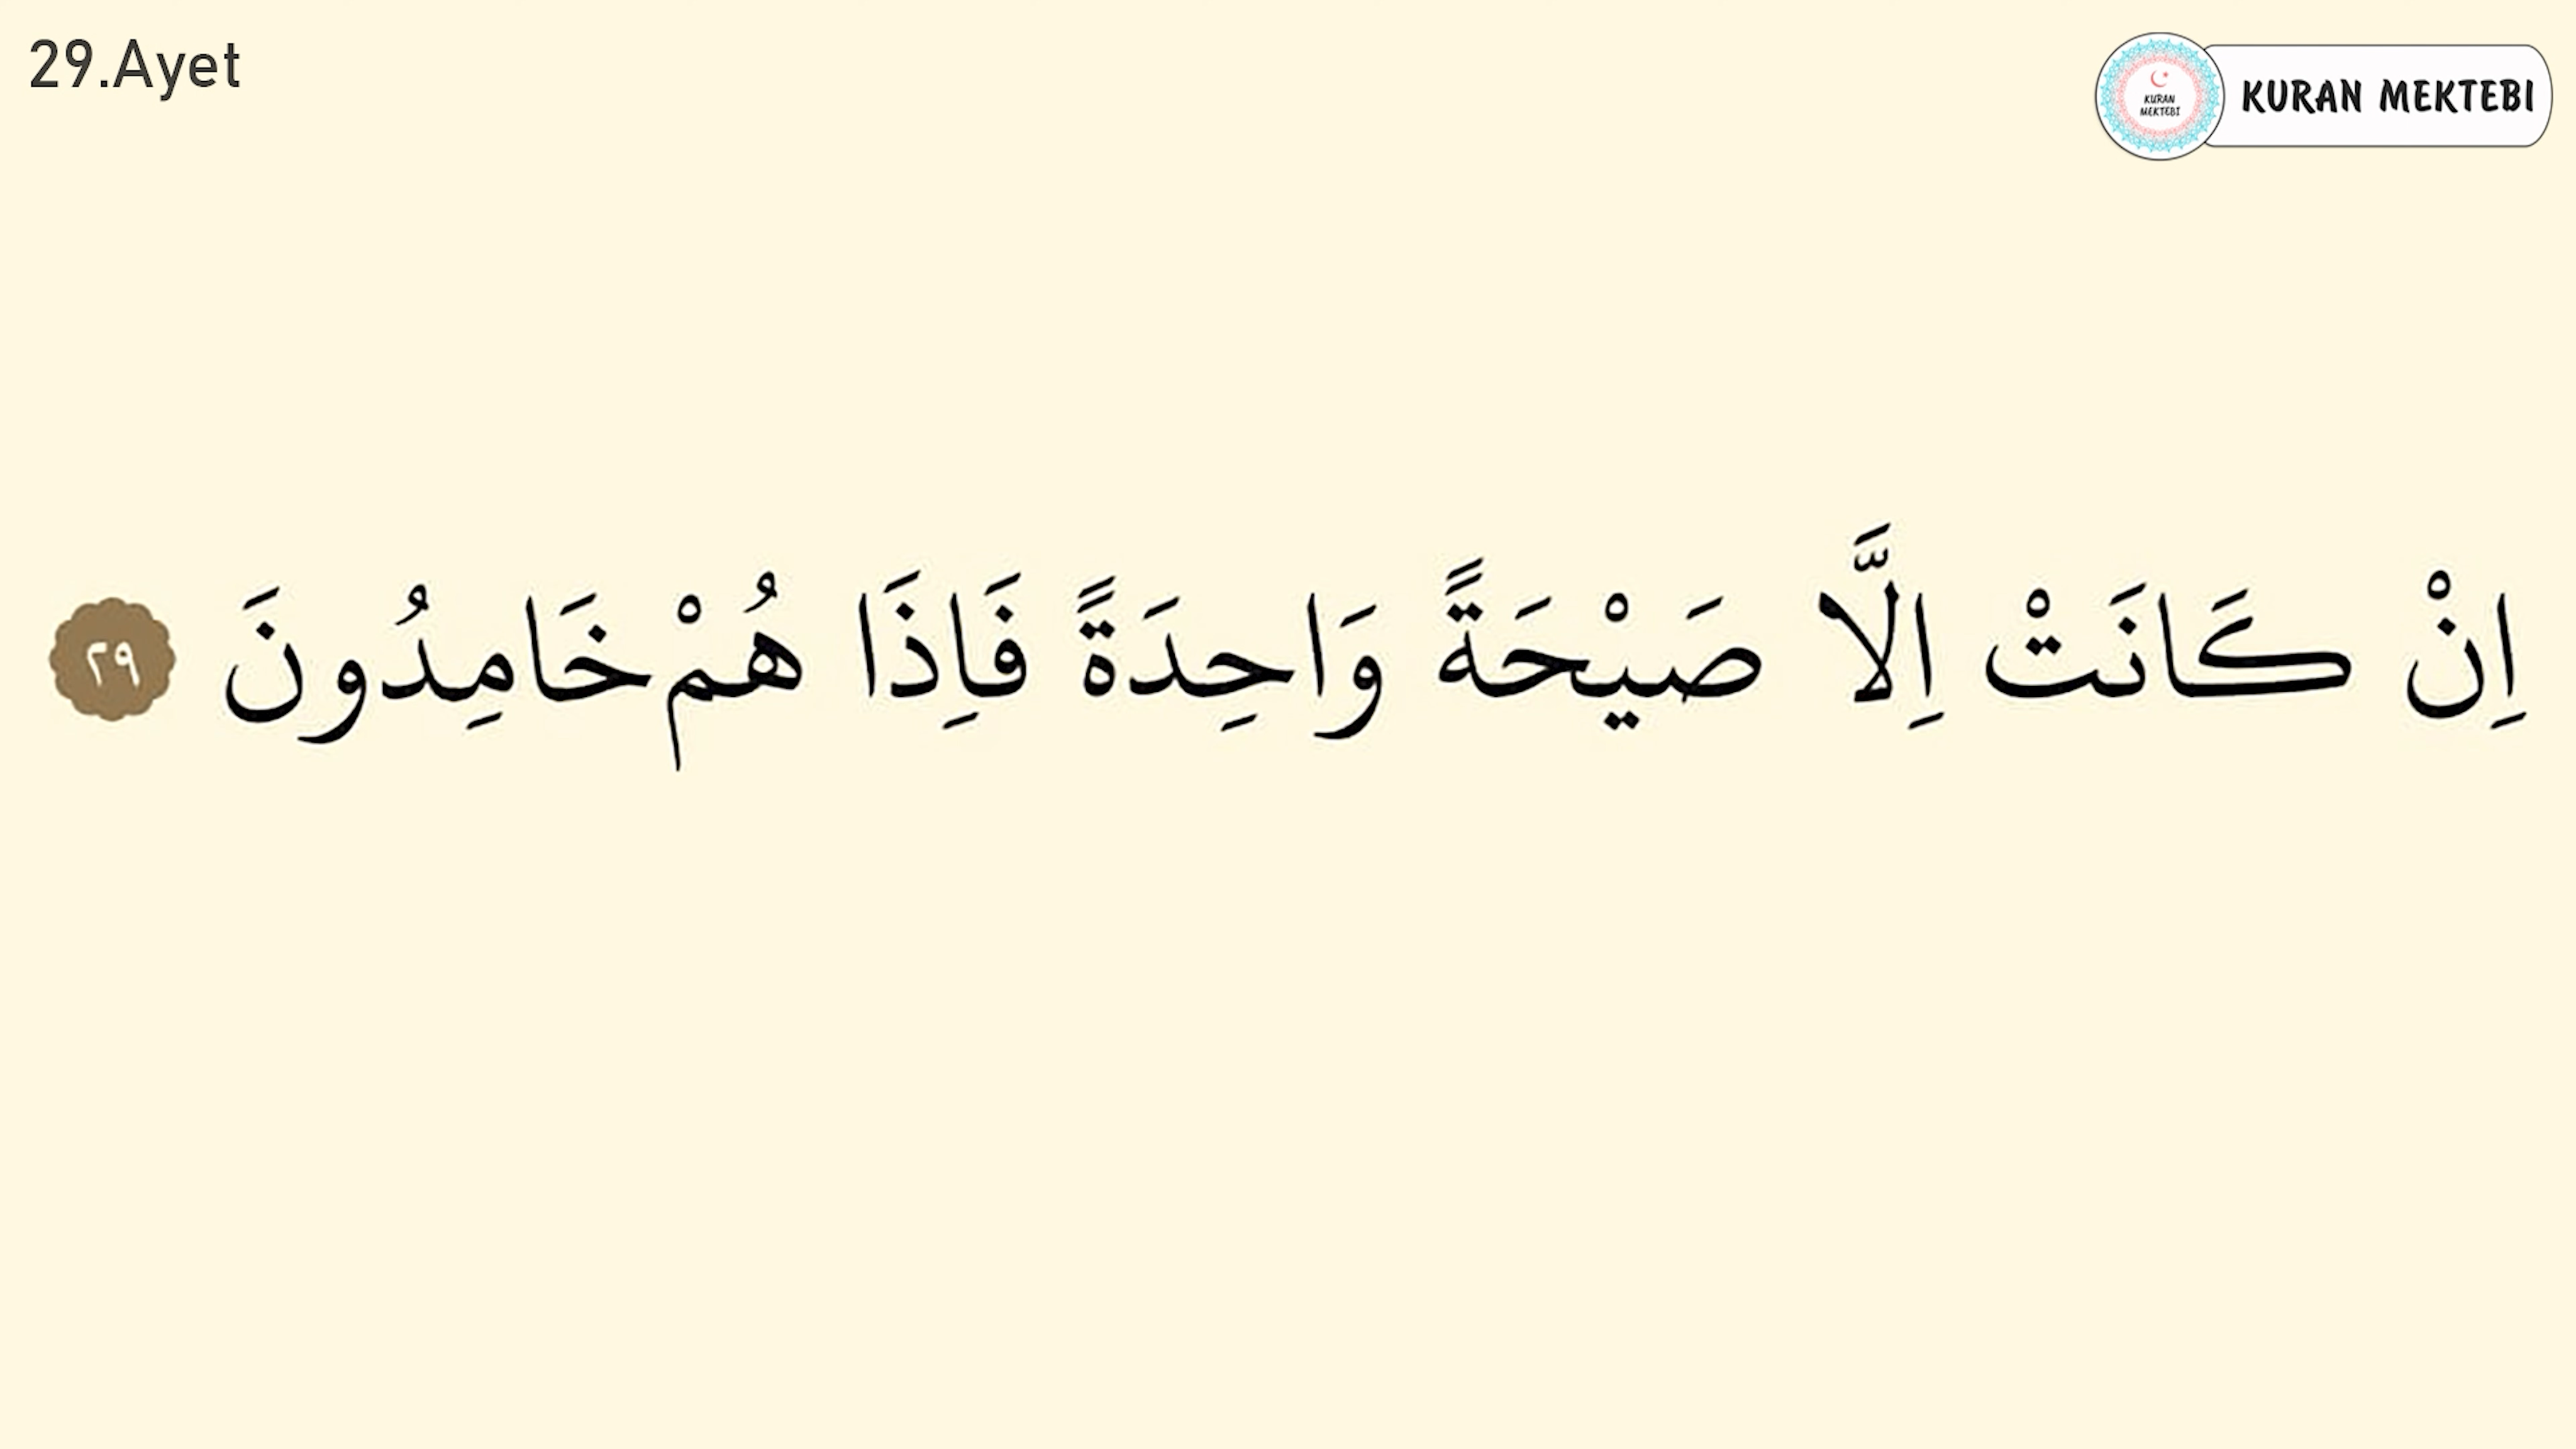 29.Ayet
KURAN
MEKTEBİ
KURAN MEKTEBI
اِنْ كَانَتْ اِلَّا صَيْحَةً وَاحِدَةً فَاِذَا هُمْ خَامِدُونَ ٢٩